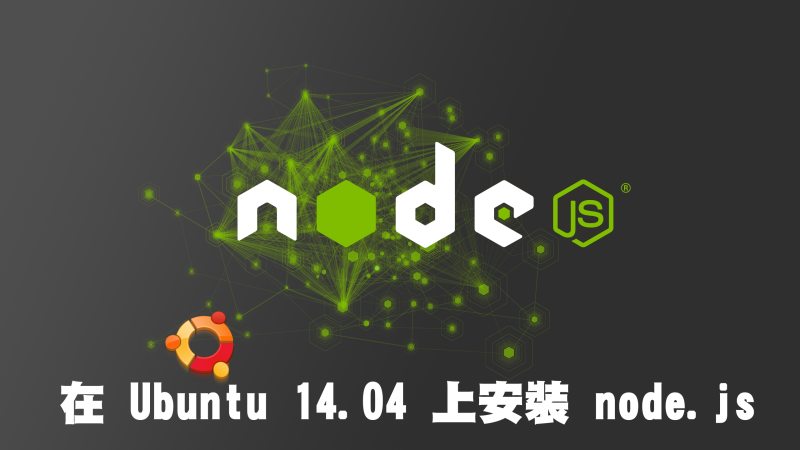 node JS ®
在 Ubuntu 14.04 上安裝 node.js